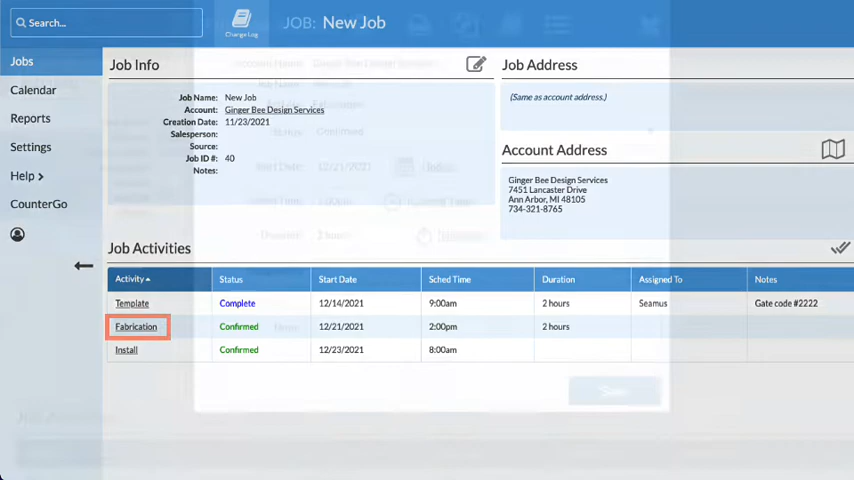 Search...
Change Log
JOB: New Job
Jobs
Calendar
Reports
Settings
Help
CounterGo
Job Info
Job Name: New Job
Account: Ginger Bee Design Services
Creation Date: 11/23/2021
Salesperson:
Source:
Job ID #: 40
Notes:
Job Address
(Same as account address.)
Account Address
Ginger Bee Design Services
7451 Lancaster Drive
Ann Arbor, MI 48105
734-321-8765
Job Activities
Activity Status Start Date Sched Time Duration Assigned To Notes
Template Complete 12/14/2021 9:00am 2 hours Seamus Gate code #2222
Fabrication Confirmed 12/21/2021 2:00pm 2 hours
Install Confirmed 12/23/2021 8:00am